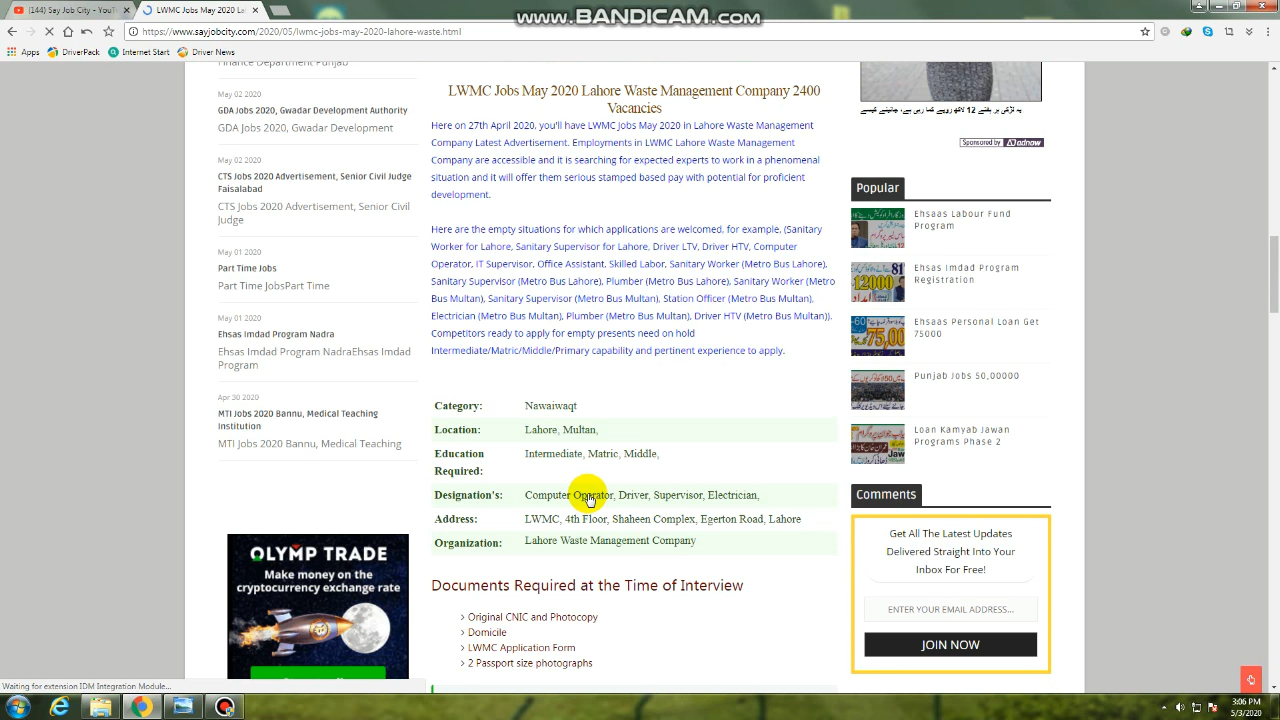 www.BANDICAM.com
(144) Say Job City - YouT
LWMC Jobs May 2020 Lah
https://www.sayjobcity.com/2020/05/lwmc-jobs-may-2020-lahore-waste.html
Apps
DriverPack
Internet Start
Driver News
Finance Department Punjab
May 02 2020
GDA Jobs 2020, Gwadar Development Authority
GDA Jobs 2020, Gwadar Development
May 02 2020
CTS Jobs 2020 Advertisement, Senior Civil Judge
Faisalabad
CTS Jobs 2020 Advertisement, Senior Civil
Judge
May 01 2020
Part Time Jobs
Part Time JobsPart Time
May 01 2020
Ehsas Imdad Program Nadra
Ehsas Imdad Program NadraEhsas Imdad
Program
Apr 30 2020
MTI Jobs 2020 Bannu, Medical Teaching
Institution
MTI Jobs 2020 Bannu, Medical Teaching
OLYMP TRADE
Make money on the
cryptocurrency exchange rate
LWMC Jobs May 2020 Lahore Waste Management Company 2400
Vacancies
Here on 27th April 2020, you'll have LWMC Jobs May 2020 in Lahore Waste Management
Company Latest Advertisement. Employments in LWMC Lahore Waste Management
Company are accessible and it is searching for expected experts to work in a phenomenal
situation and it will offer them serious stamped based pay with potential for proficient
development.
Here are the empty situations for which applications are welcomed, for example, (Sanitary
Worker for Lahore, Sanitary Supervisor for Lahore, Driver LTV, Driver HTV, Computer
Operator, IT Supervisor, Office Assistant, Skilled Labor, Sanitary Worker (Metro Bus Lahore),
Sanitary Supervisor (Metro Bus Lahore), Plumber (Metro Bus Lahore), Sanitary Worker (Metro
Bus Multan), Sanitary Supervisor (Metro Bus Multan), Station Officer (Metro Bus Multan),
Electrician (Metro Bus Multan), Plumber (Metro Bus Multan), Driver HTV (Metro Bus Multan)).
Competitors ready to apply for empty presents need on hold
Intermediate/Matric/Middle/Primary capability and pertinent experience to apply.
Category: Nawaiwaqt
Location: Lahore, Multan,
Education Intermediate, Matric, Middle,
Required:
Designation's: Computer Operator, Driver, Supervisor, Electrician,
Address: LWMC, 4th Floor, Shaheen Complex, Egerton Road, Lahore
Organization: Lahore Waste Management Company
Documents Required at the Time of Interview
Original CNIC and Photocopy
Domicile
LWMC Application Form
2 Passport size photographs
یہ لڑکی ہر ہفتے 12 لاکھ روپے کما رہی ہے، جانیئے کیسے
Sponsored by adnow
Popular
Ehsaas Labour Fund
Program
Ehsas Imdad Program
Registration
12000
Ehsaas Personal Loan Get
75000
Punjab Jobs 50,00000
Loan Kamyab Jawan
Programs Phase 2
Comments
Get All The Latest Updates
Delivered Straight Into Your
Inbox For Free!
ENTER YOUR EMAIL ADDRESS...
JOIN NOW
Waiting for extension IDM Integration Module...
3:06 PM
5/3/2020